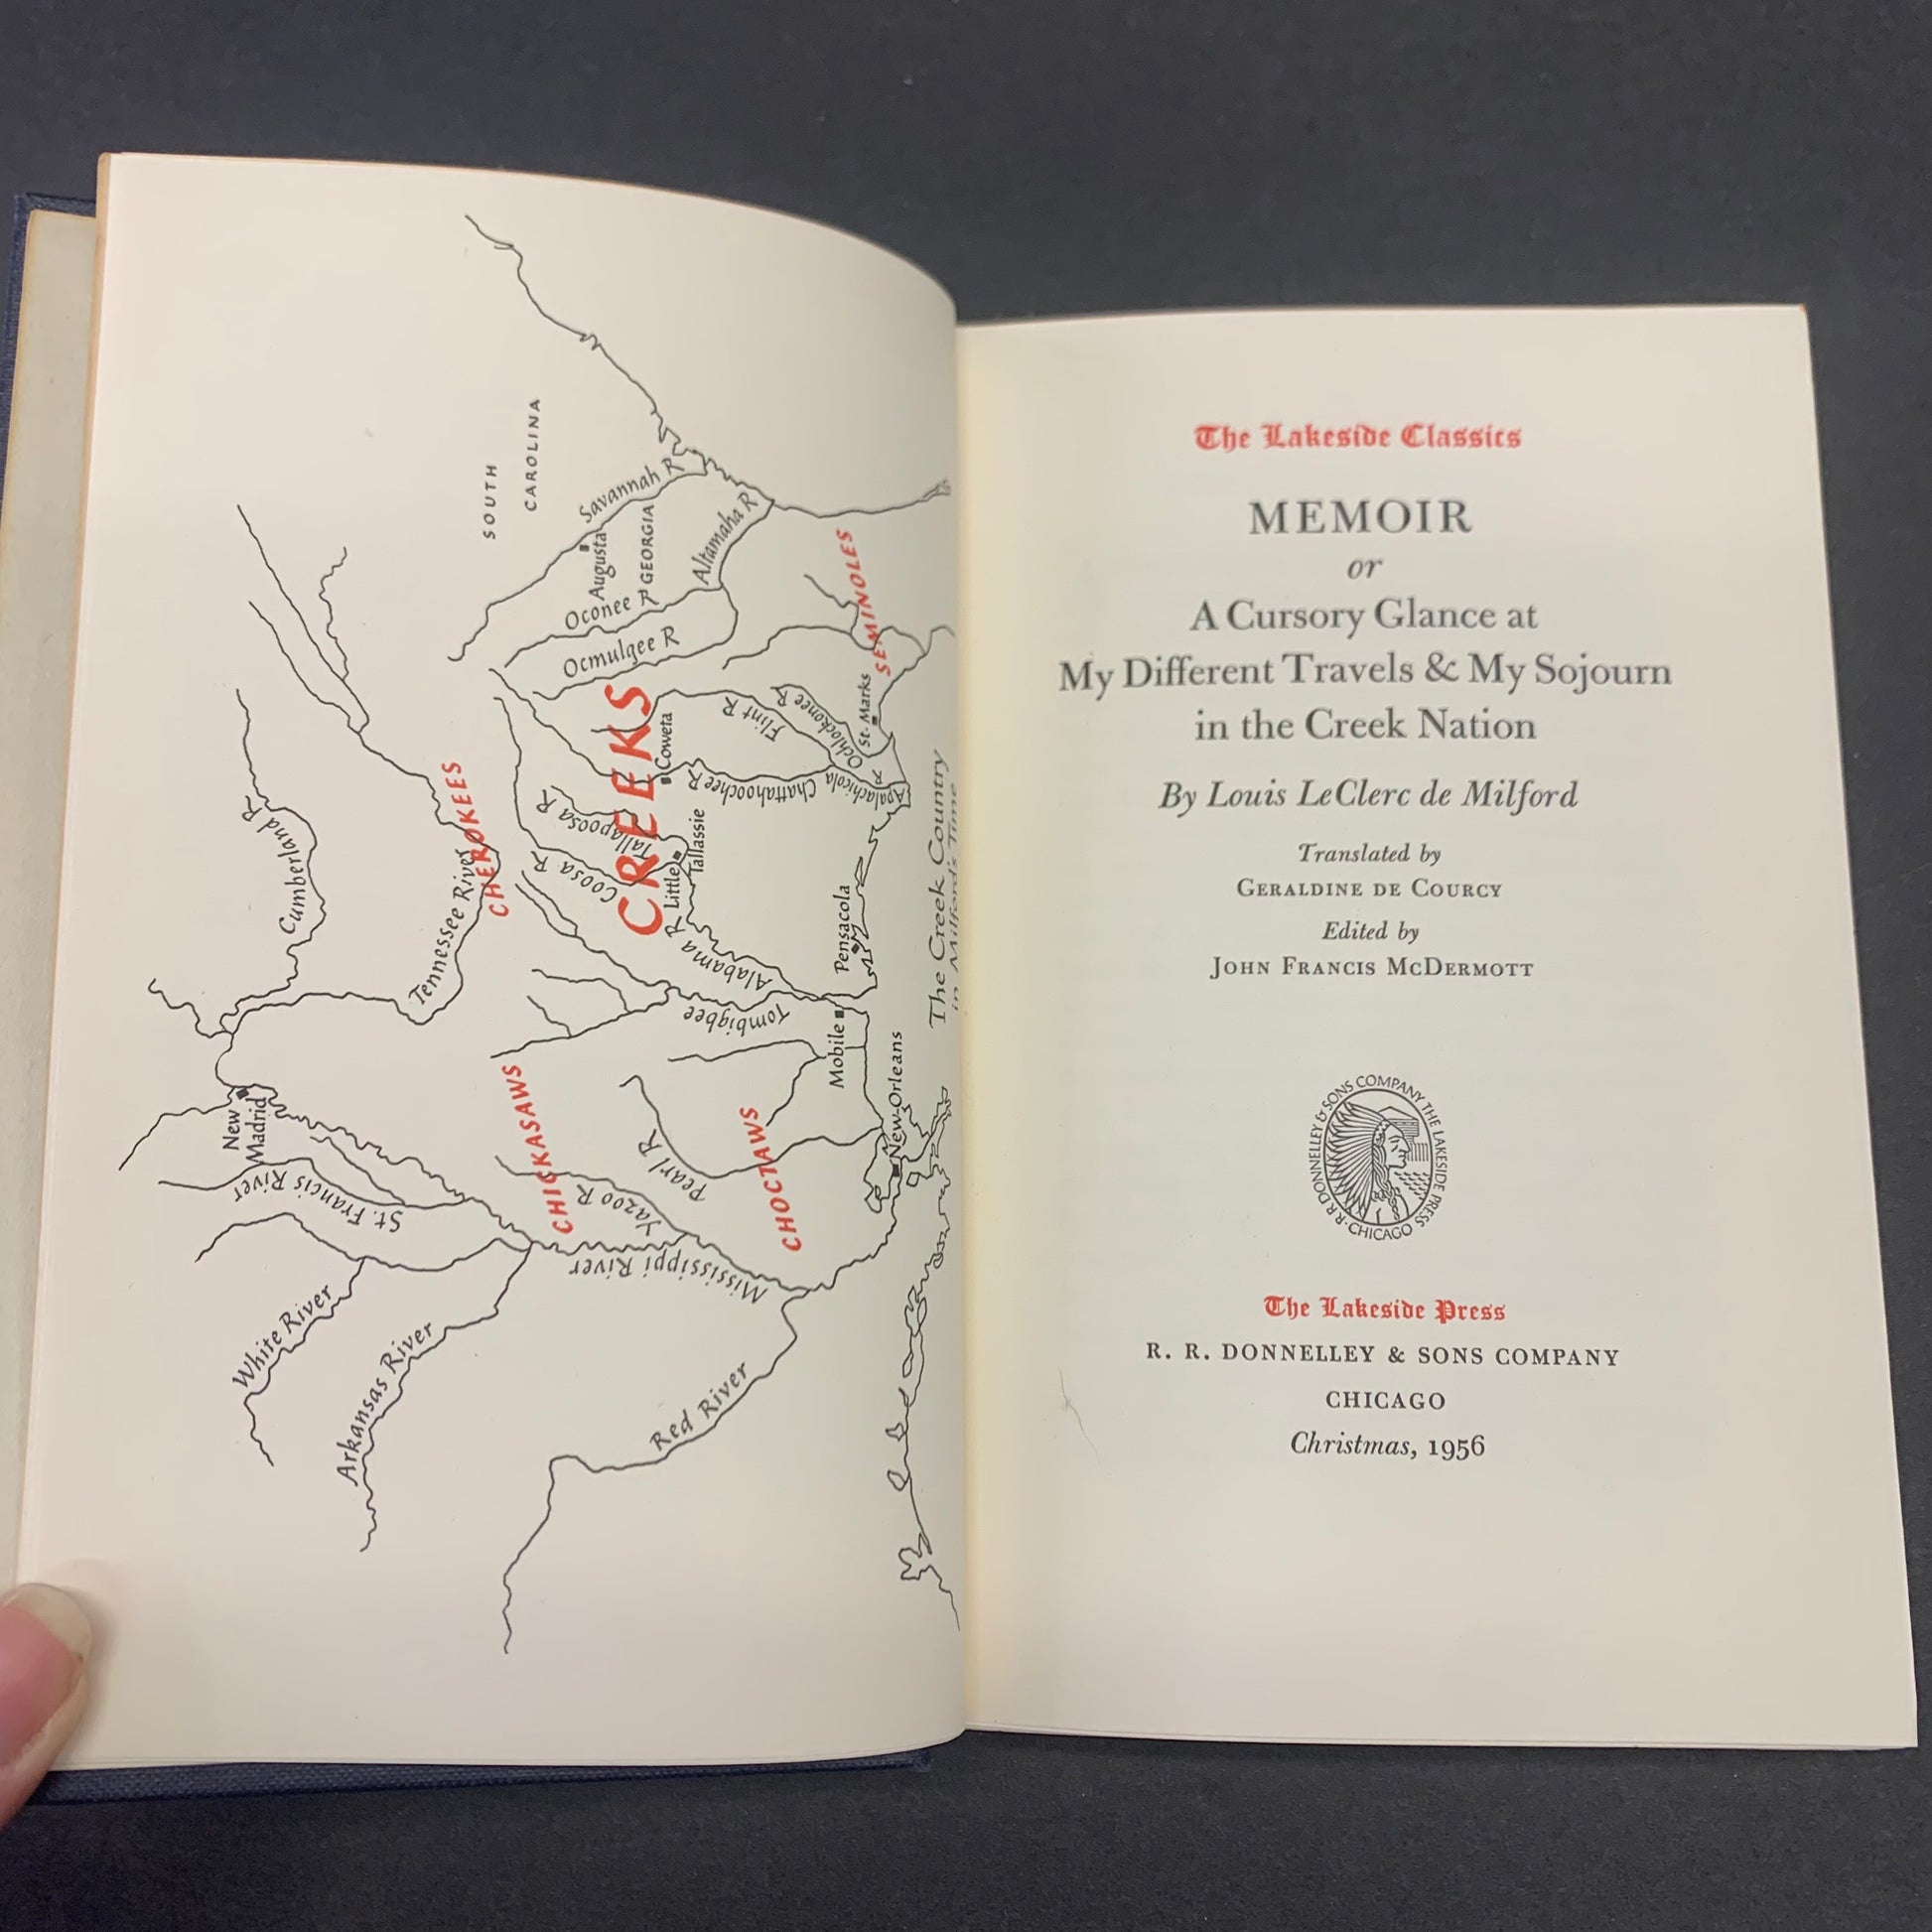 SOUTH
CAROLINA
Savannah R
Augusta
GEORGIA
Altamaha R
Oconee R
Ocmulgee R
SEMINOLES
CREEKS
Coweta
Flint R
Ochlockonee R
St. Marks
Chattahoochee R
Apalachicola R
Tallapoosa R
Little
Tallassie
Coosa R
Alabama R
Pensacola
The Creek Country
in Milford's Time
Cumberland R
Tennessee River
CHEROKEES
Tombigbee
Mobile
New Orleans
New
Madrid
St. Francis River
CHICKASAWS
Yazoo R
Pearl R
CHOCTAWS
Mississippi River
White River
Arkansas River
Red River
The Lakeside Classics
MEMOIR
or
A Cursory Glance at
My Different Travels & My Sojourn
in the Creek Nation
By Louis LeClerc de Milford
Translated by
GERALDINE DE COURCY
Edited by
JOHN FRANCIS MCDERMOTT
R·R·DONNELLEY & SONS COMPANY THE LAKESIDE PRESS
·CHICAGO·
The Lakeside Press
R. R. DONNELLEY & SONS COMPANY
CHICAGO
Christmas, 1956